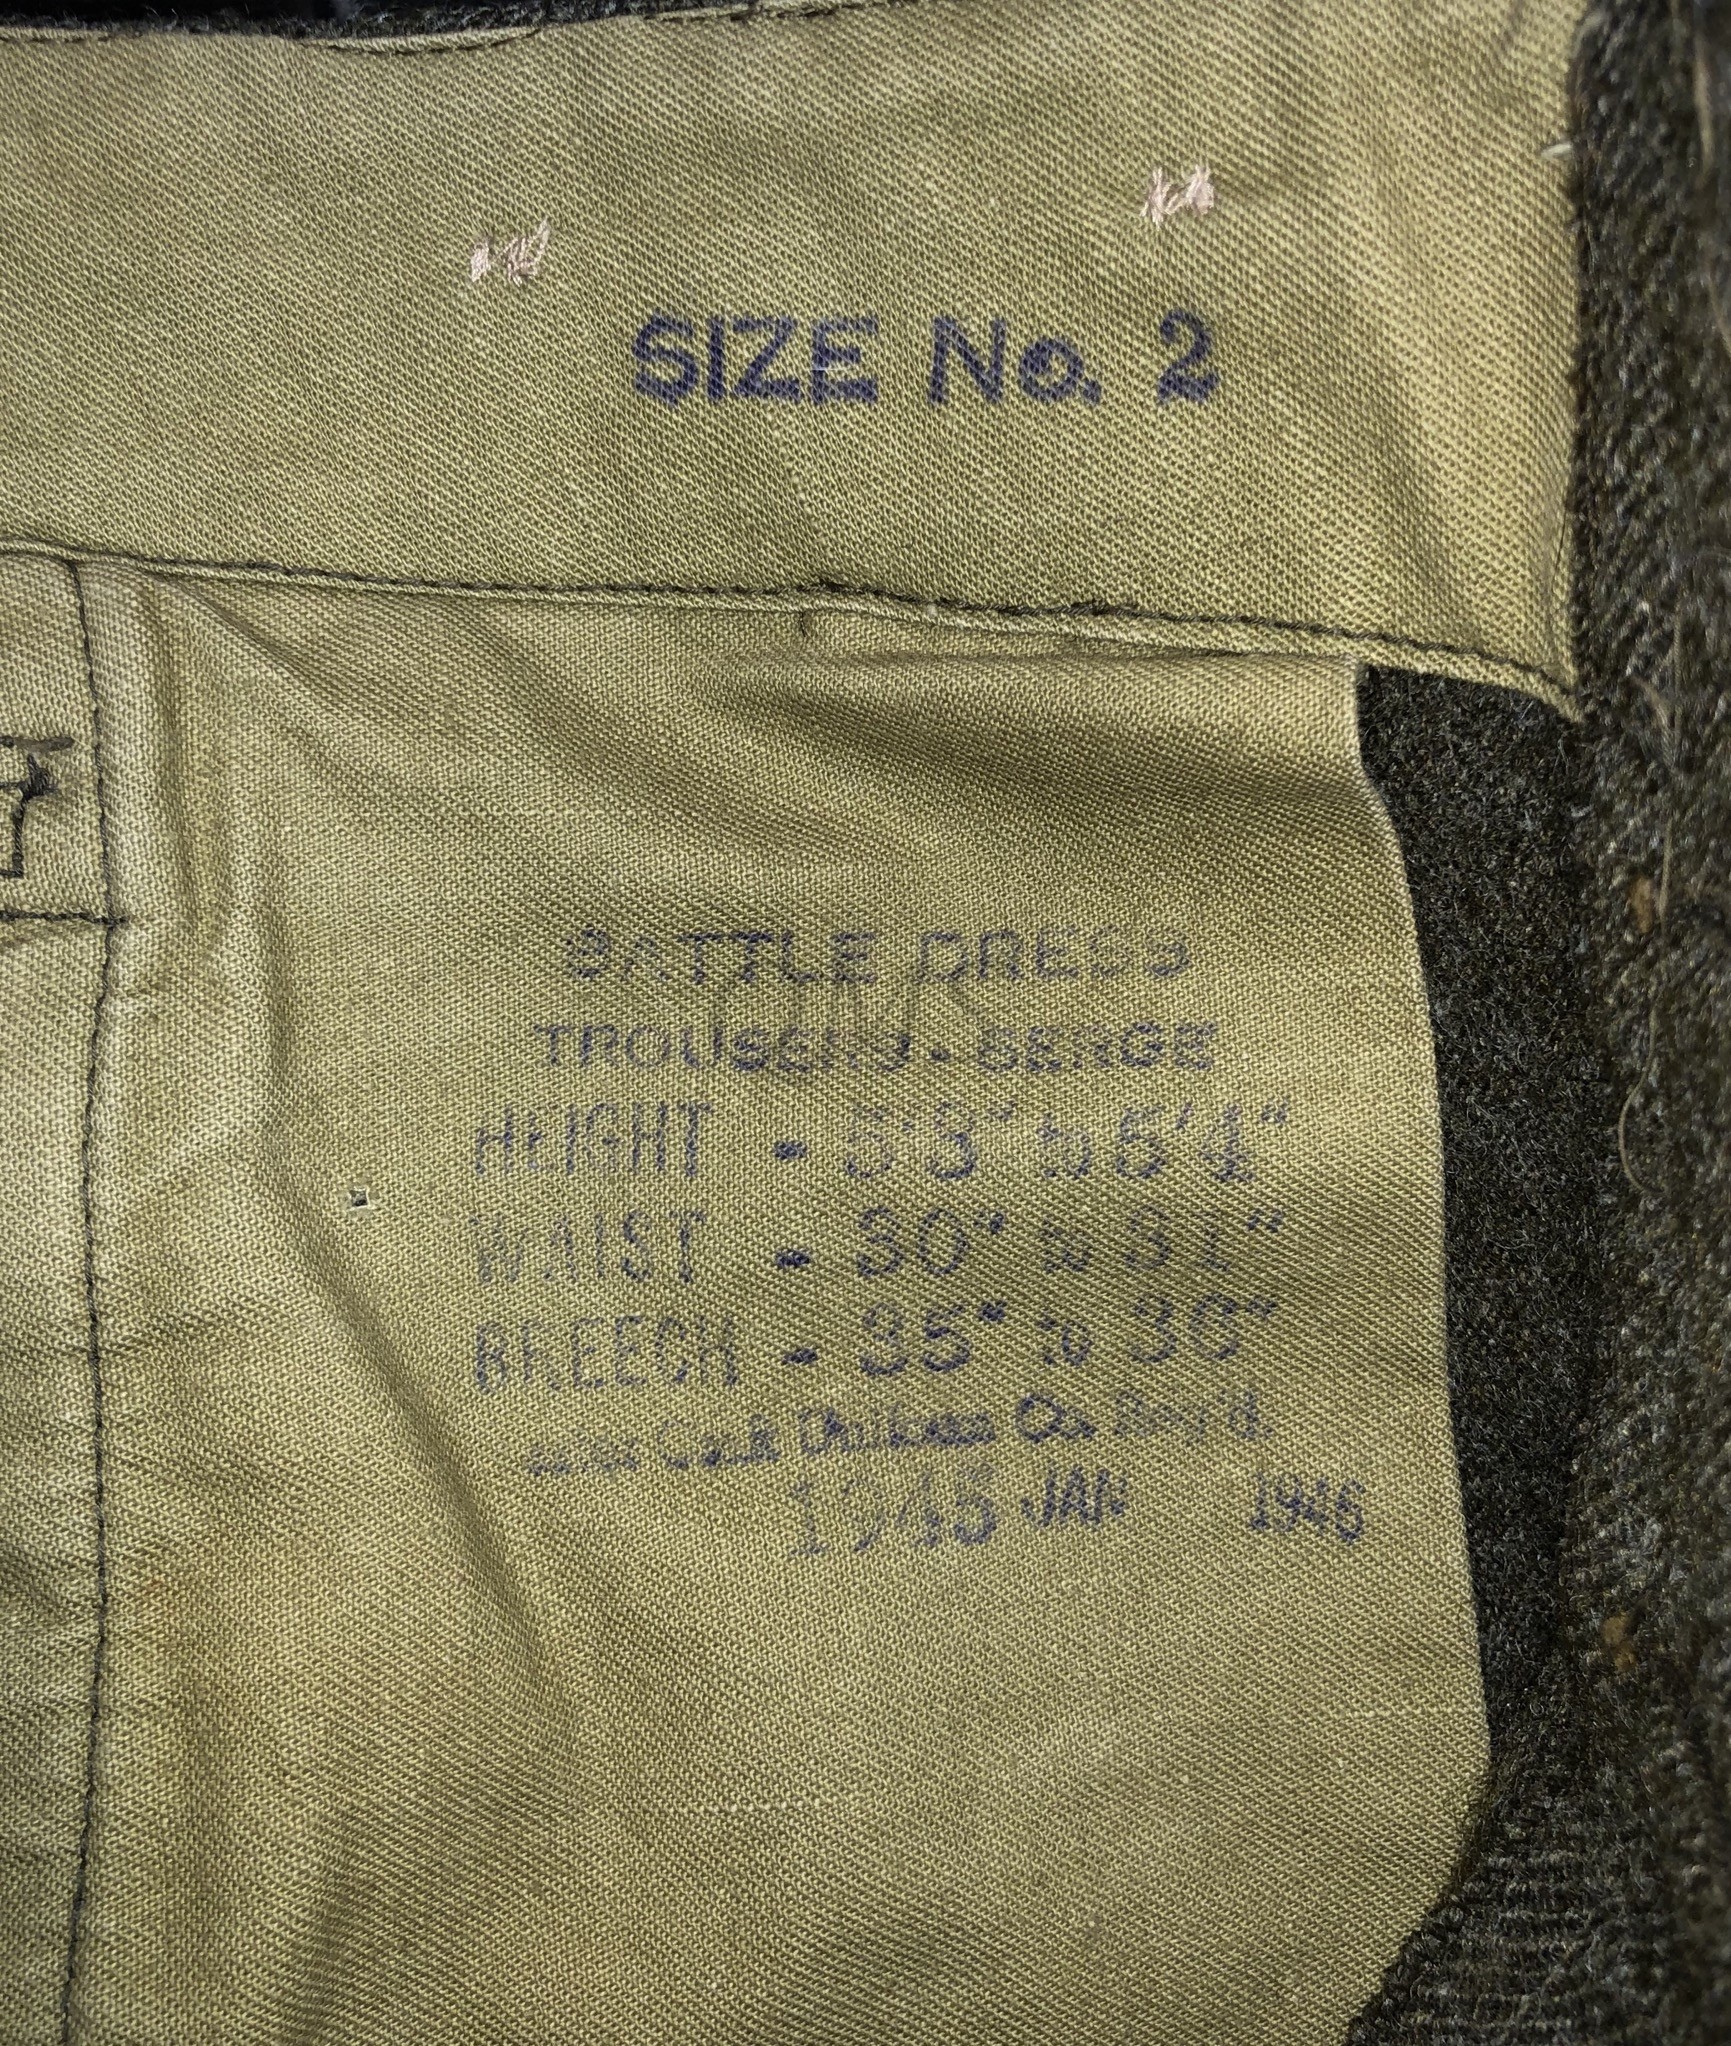 SIZE No. 2
BATTLE DRESS
TROUSERS - SERGE
HEIGHT - 5'3" to 5'4"
WAIST - 30" to 31"
BREECH - 35" to 36"
1945 JAN 1945